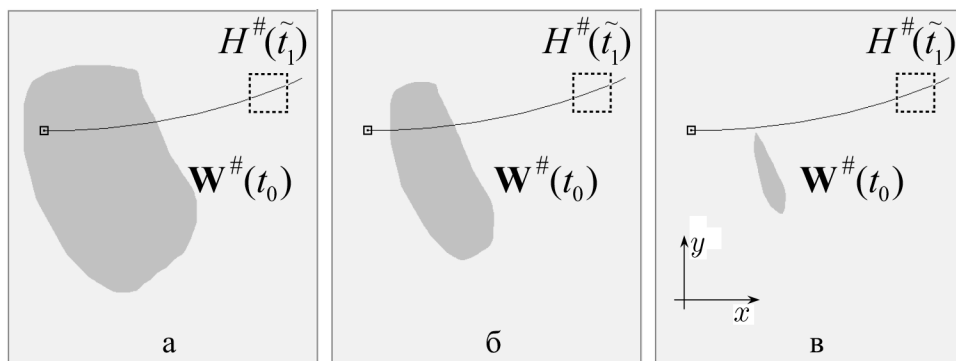 H^#(t̃₁)
W^#(t₀)
а
H^#(t̃₁)
W^#(t₀)
б
H^#(t̃₁)
W^#(t₀)
y
x
в